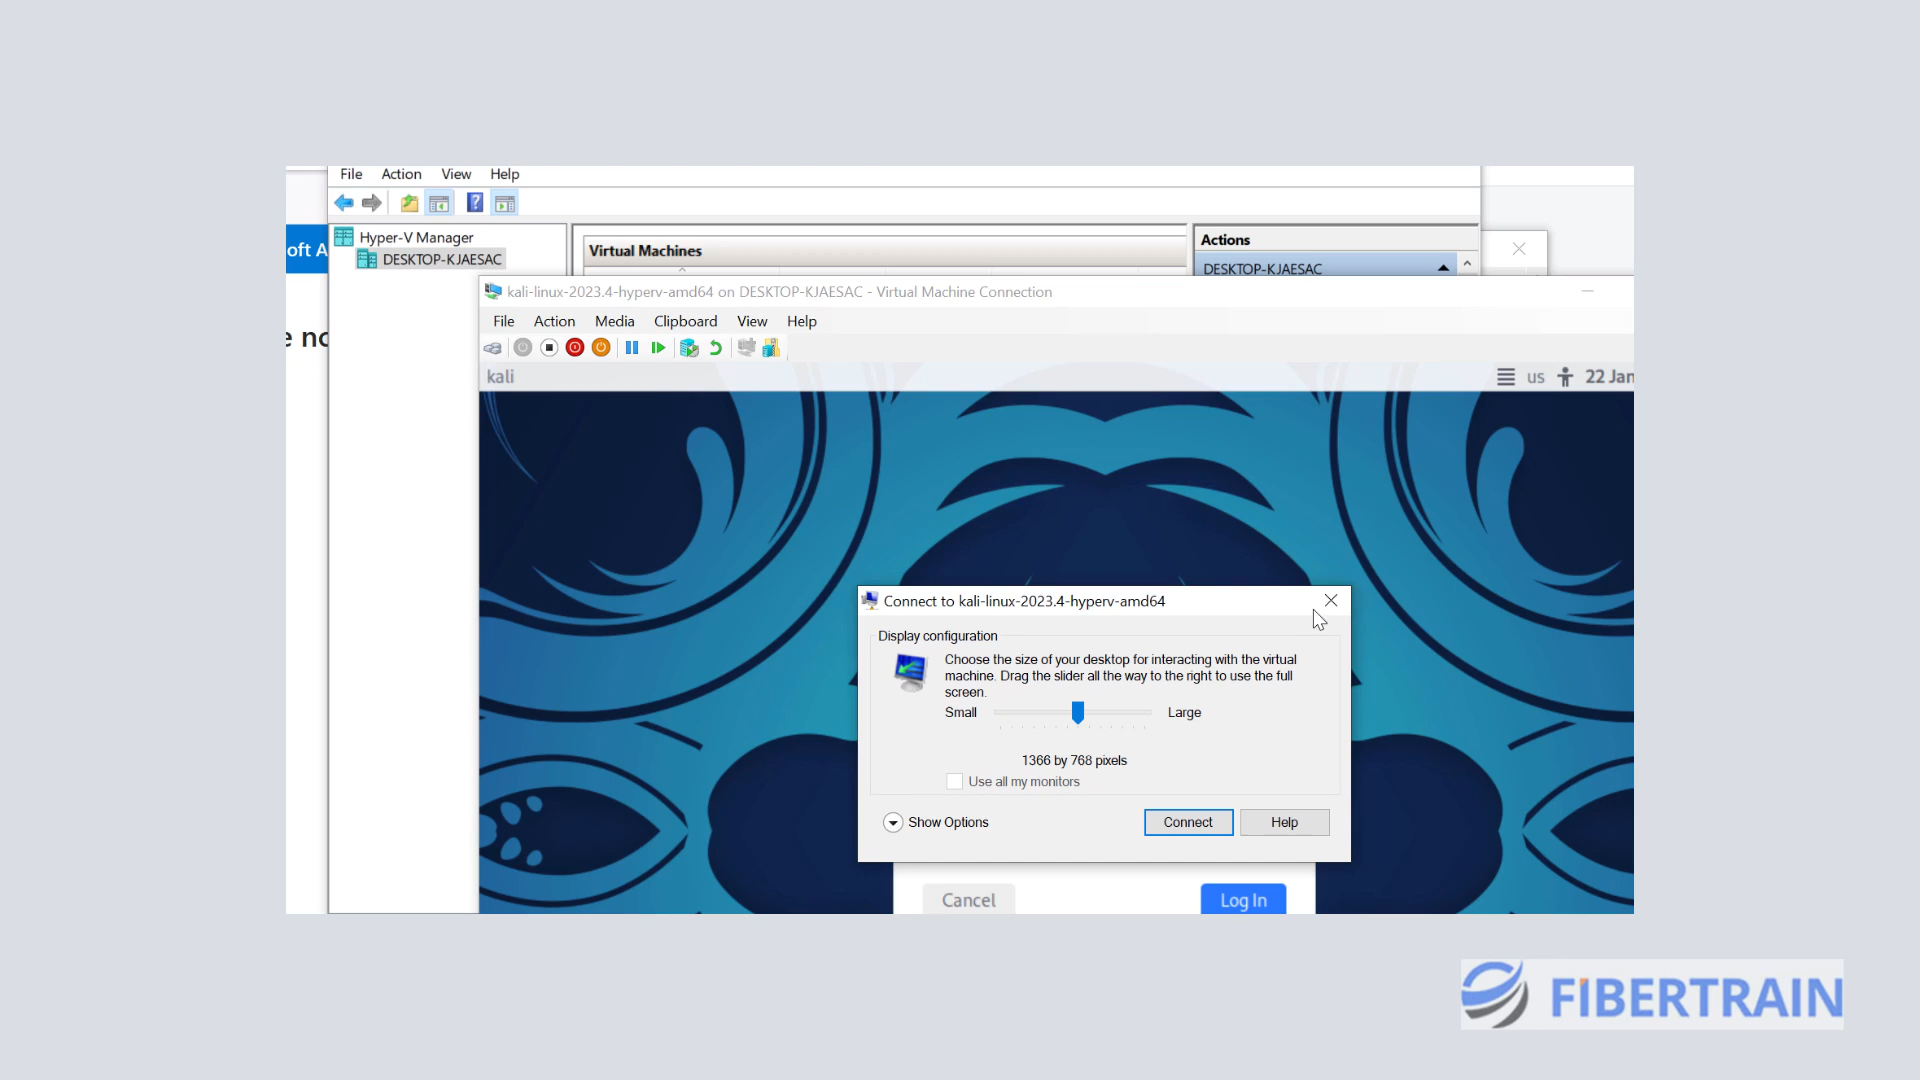 File Action View Help
oft A
Hyper-V Manager
DESKTOP-KJAESAC
Virtual Machines
Actions
DESKTOP-KJAESAC
e no
kali-linux-2023.4-hyperv-amd64 on DESKTOP-KJAESAC - Virtual Machine Connection
File Action Media Clipboard View Help
kali
us
22 Jan
Connect to kali-linux-2023.4-hyperv-amd64
Display configuration
Choose the size of your desktop for interacting with the virtual
machine. Drag the slider all the way to the right to use the full
screen.
Small Large
1366 by 768 pixels
Use all my monitors
Show Options
Connect
Help
Cancel
Log In
FIBERTRAIN